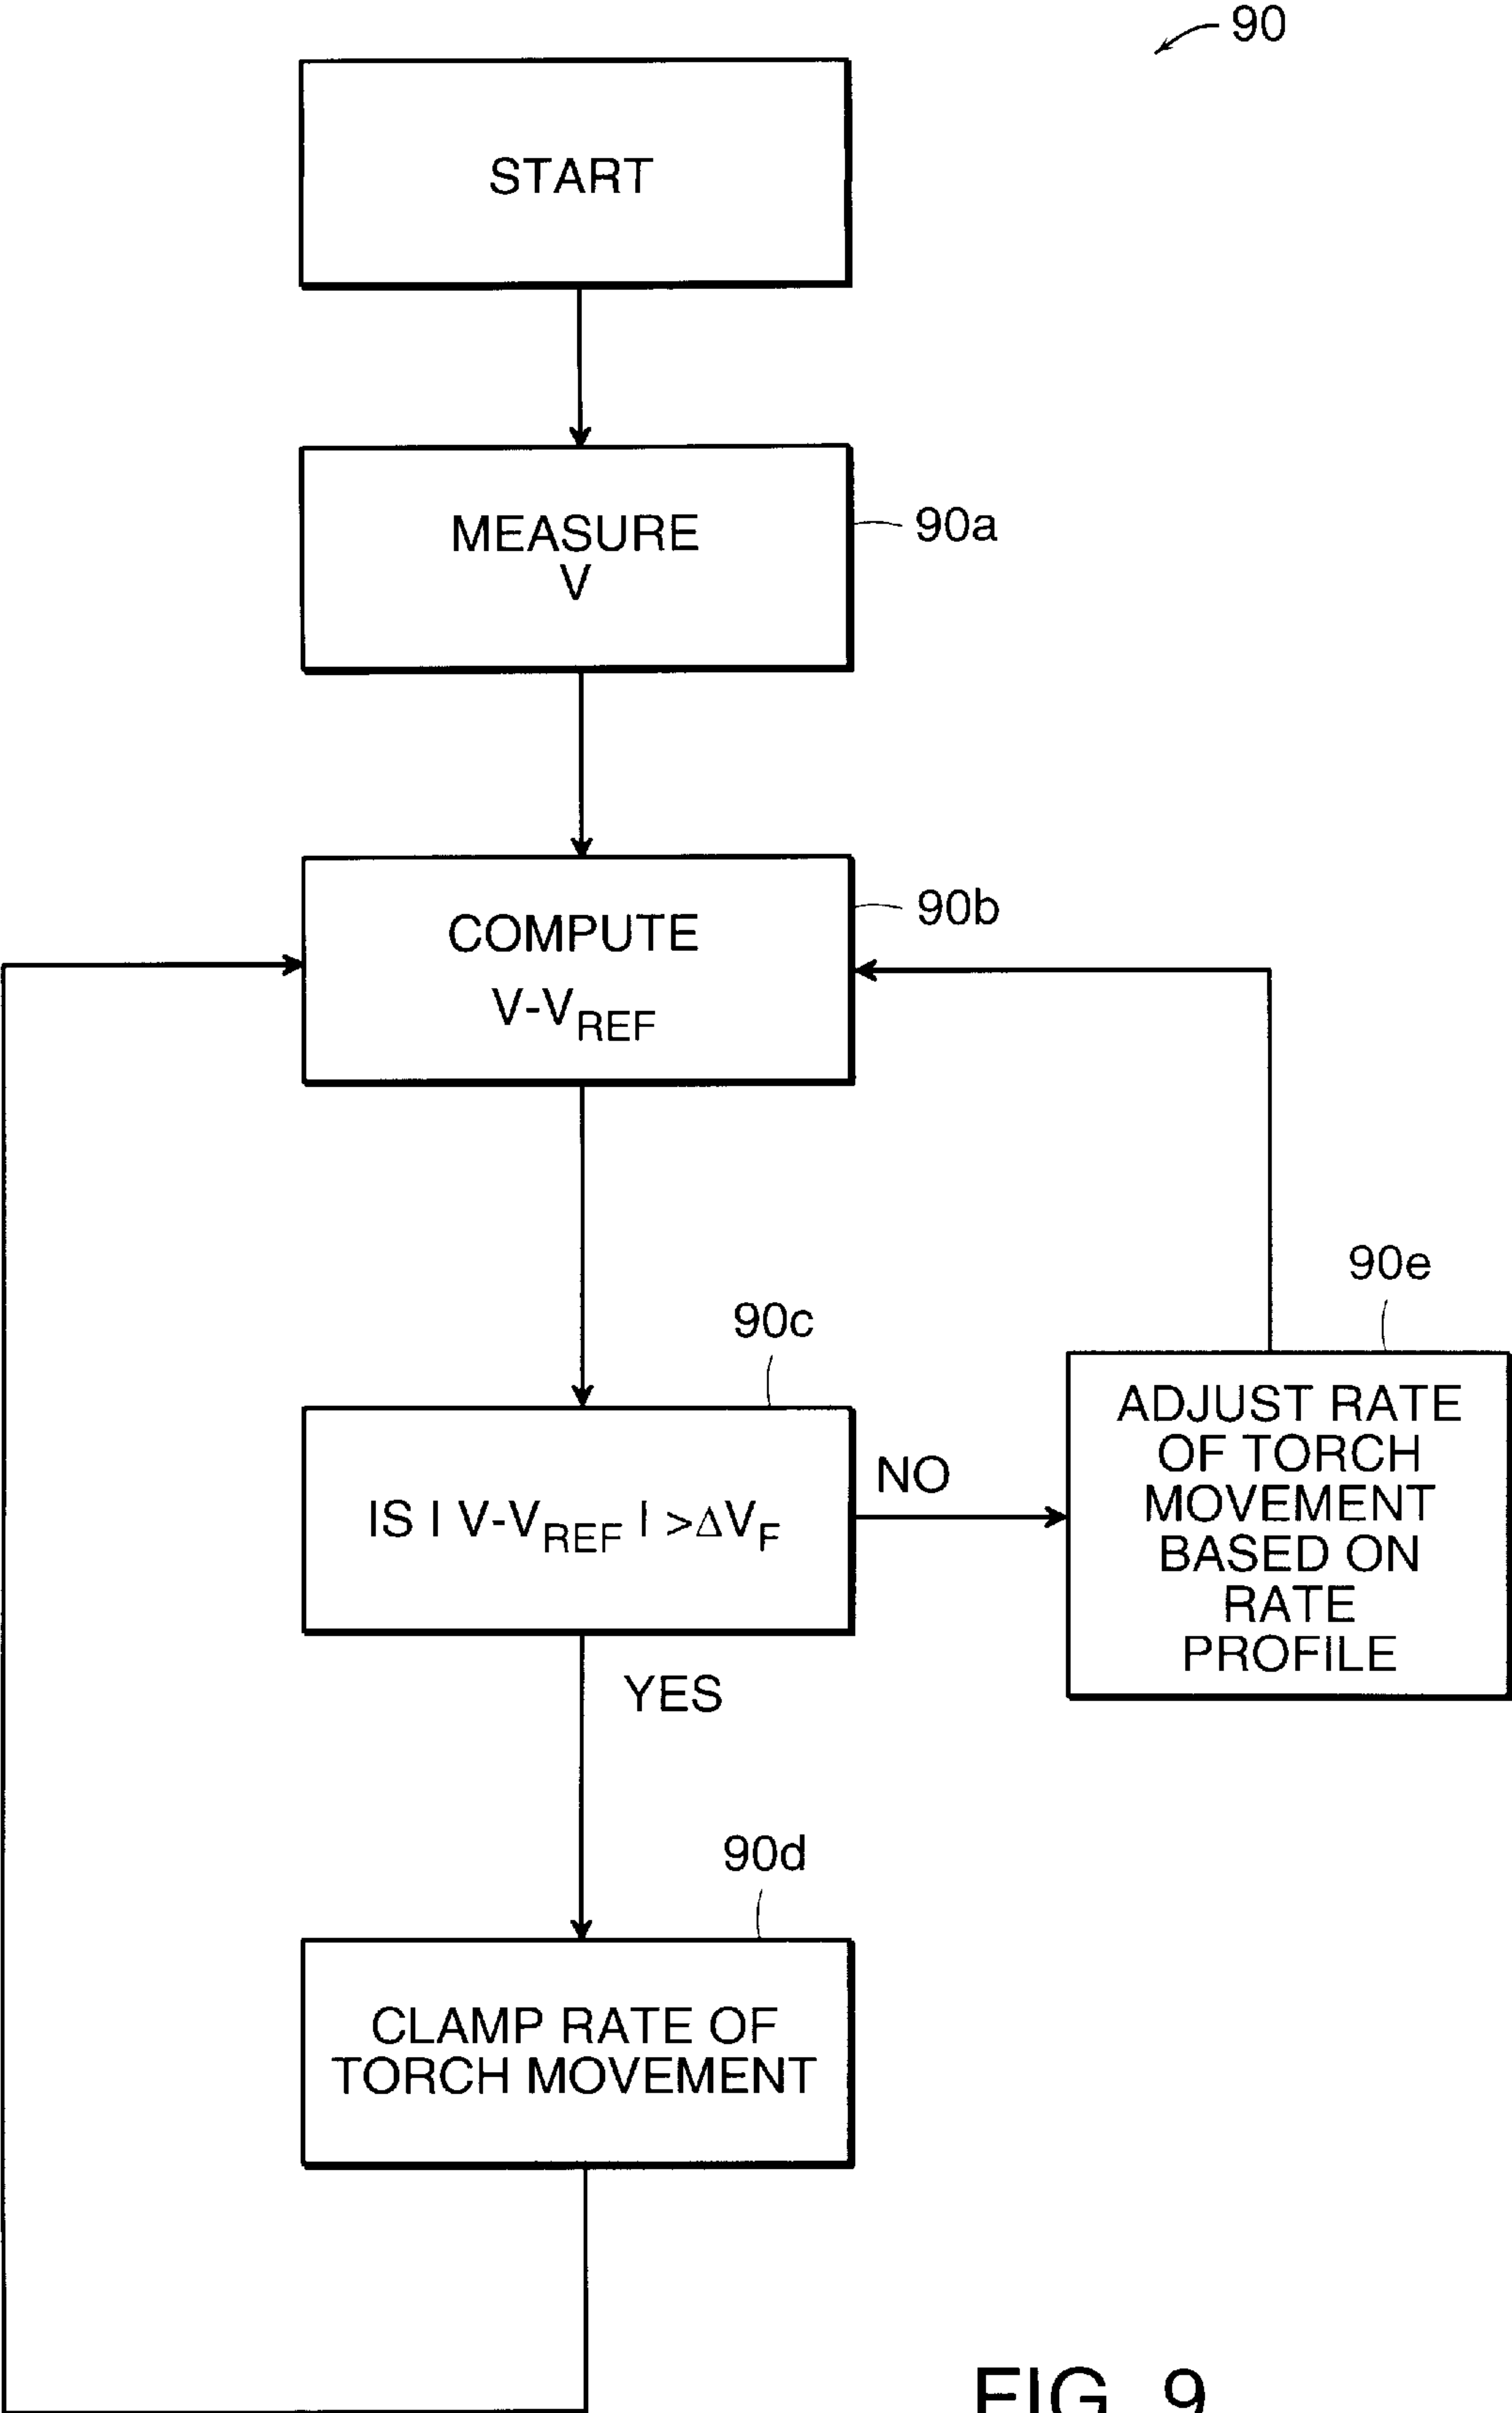 90
START
MEASURE
V
90a
COMPUTE
V-VREF
90b
90c
IS | V-VREF | >ΔVF
NO
YES
90e
ADJUST RATE
OF TORCH
MOVEMENT
BASED ON
RATE
PROFILE
90d
CLAMP RATE OF
TORCH MOVEMENT
FIG. 9